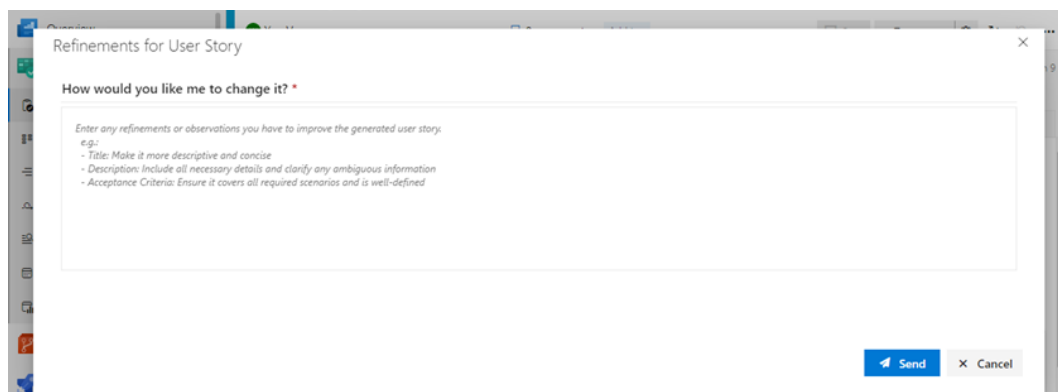 Overview
Refinements for User Story
How would you like me to change it? *
Enter any refinements or observations you have to improve the generated user story.
e.g.:
- Title: Make it more descriptive and concise
- Description: Include all necessary details and clarify any ambiguous information
- Acceptance Criteria: Ensure it covers all required scenarios and is well-defined
Send
Cancel